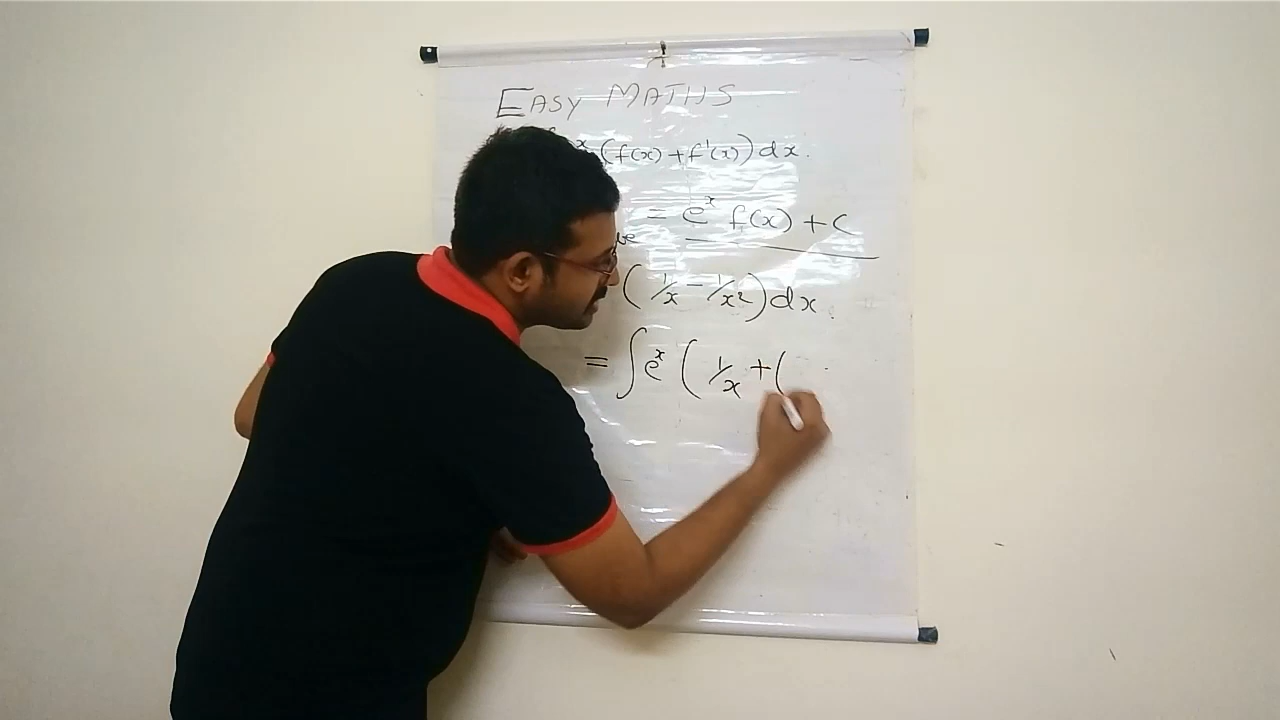 EASY MATHS
(f(x) + f'(x)) dx.
= eˣ f(x) + C
(1/x - 1/x²) dx.
= ∫ eˣ ( 1/x + (